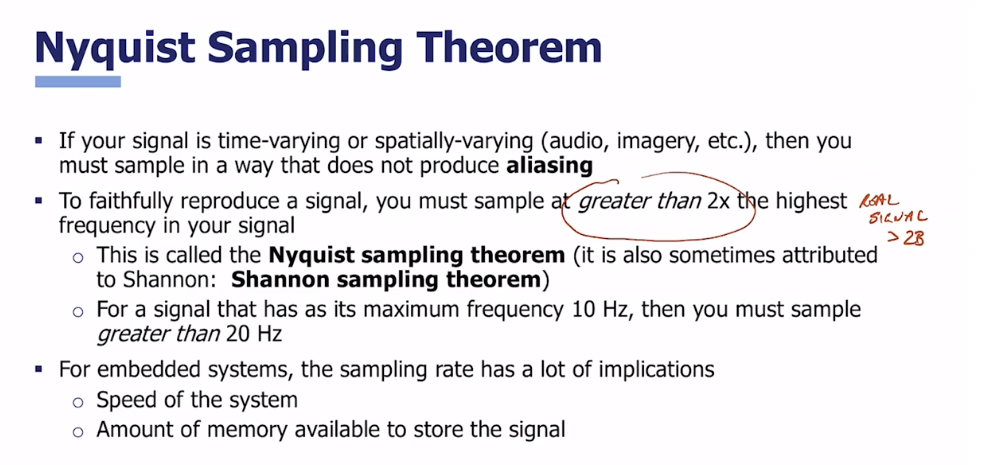 Nyquist Sampling Theorem
▪ If your signal is time-varying or spatially-varying (audio, imagery, etc.), then you
must sample in a way that does not produce aliasing
▪ To faithfully reproduce a signal, you must sample at greater than 2x the highest
frequency in your signal
REAL
SIGNAL
> 2B
○ This is called the Nyquist sampling theorem (it is also sometimes attributed
to Shannon: Shannon sampling theorem)
○ For a signal that has as its maximum frequency 10 Hz, then you must sample
greater than 20 Hz
▪ For embedded systems, the sampling rate has a lot of implications
○ Speed of the system
○ Amount of memory available to store the signal